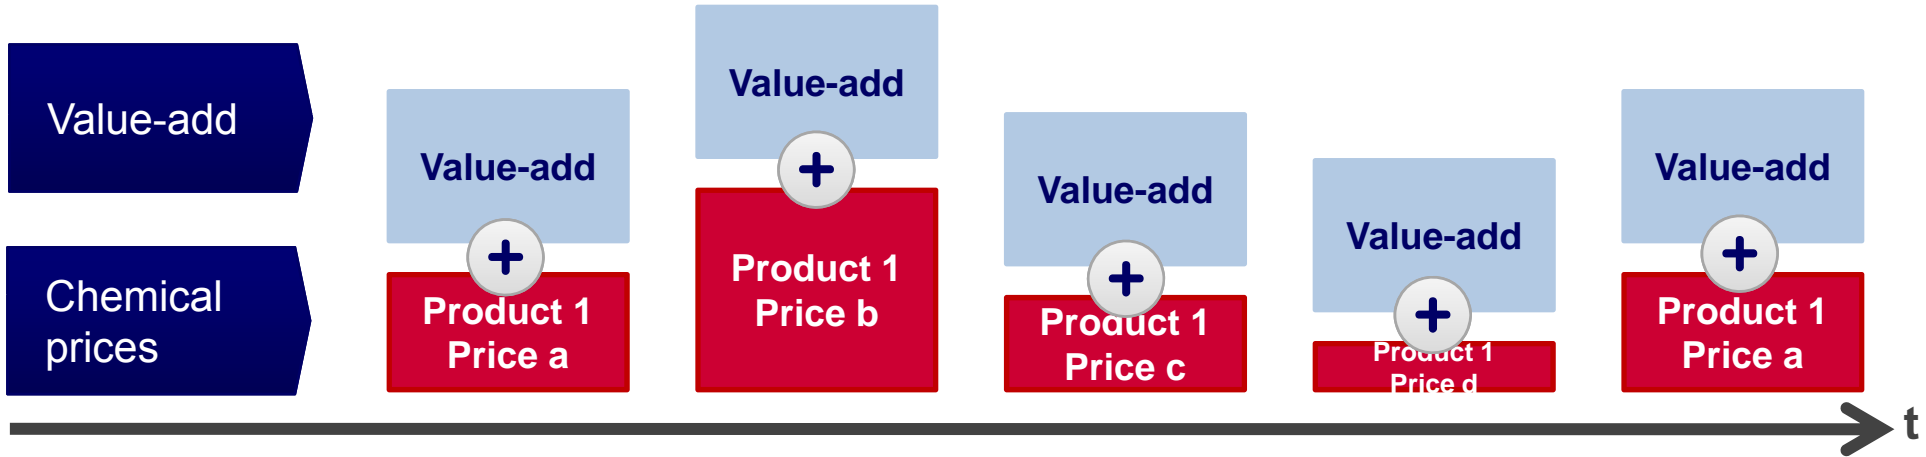 Value-add
Chemical
prices
Value-add
+
Product 1
Price a
Value-add
+
Product 1
Price b
Value-add
+
Product 1
Price c
Value-add
+
Product 1
Price d
Value-add
+
Product 1
Price a
t